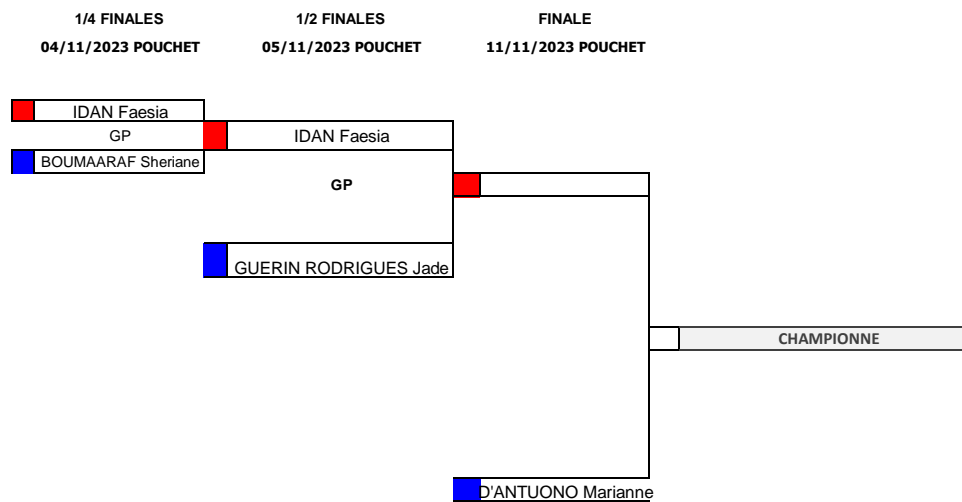 1/4 FINALES
1/2 FINALES
FINALE
04/11/2023 POUCHET
05/11/2023 POUCHET
11/11/2023 POUCHET
IDAN Faesia
GP
IDAN Faesia
BOUMAARAF Sheriane
GP
GUERIN RODRIGUES Jade
CHAMPIONNE
D'ANTUONO Marianne